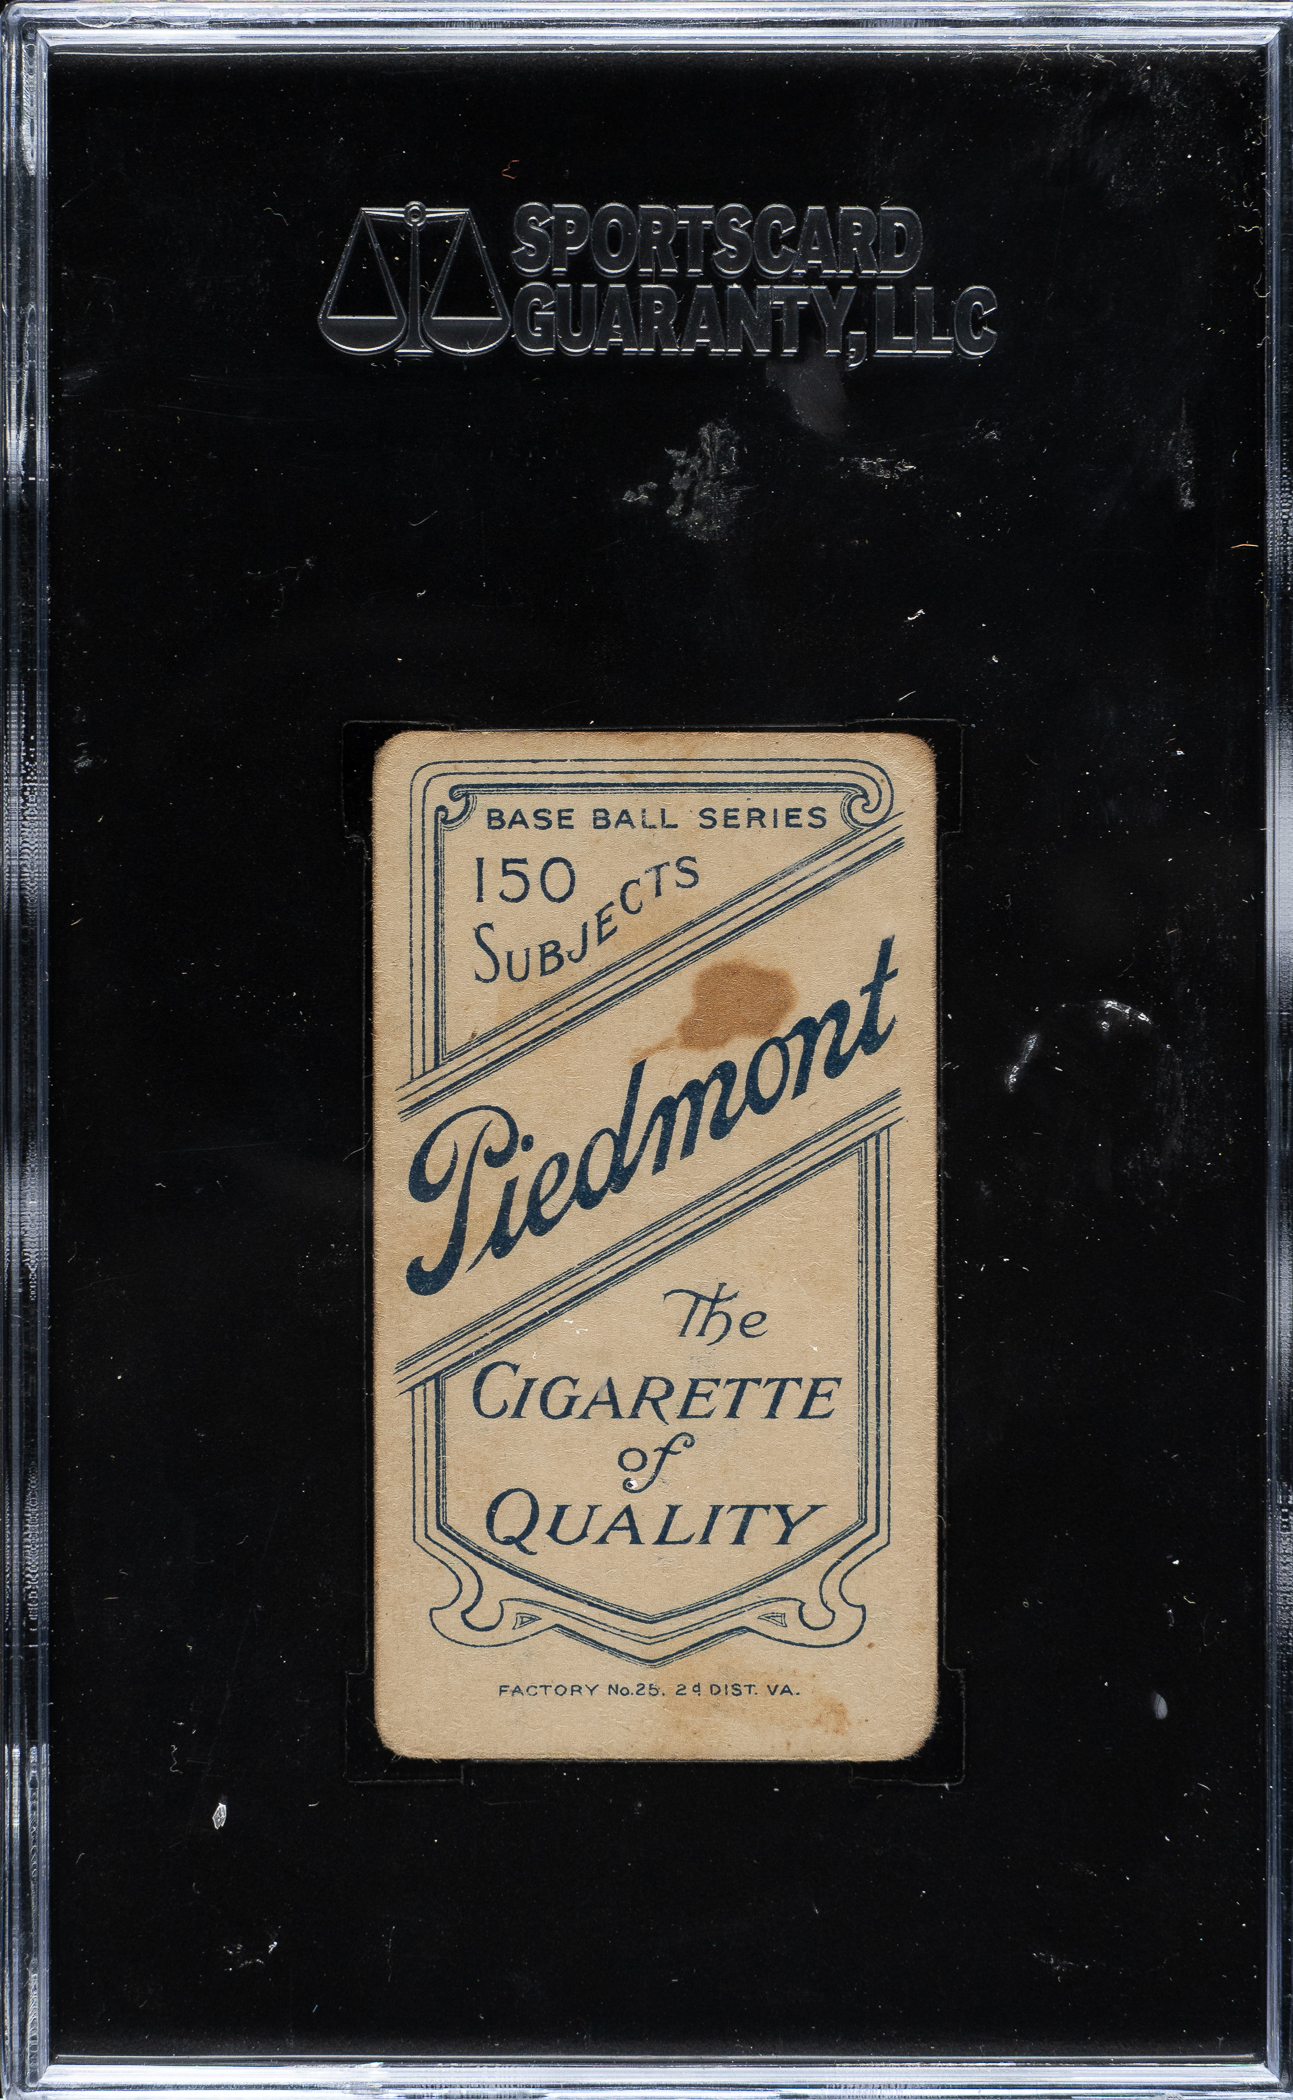 SPORTSCARD
GUARANTY, LLC
BASE BALL SERIES
150
SUBJECTS
Piedmont
The
CIGARETTE
of
QUALITY
FACTORY No.25. 2d DIST. VA.